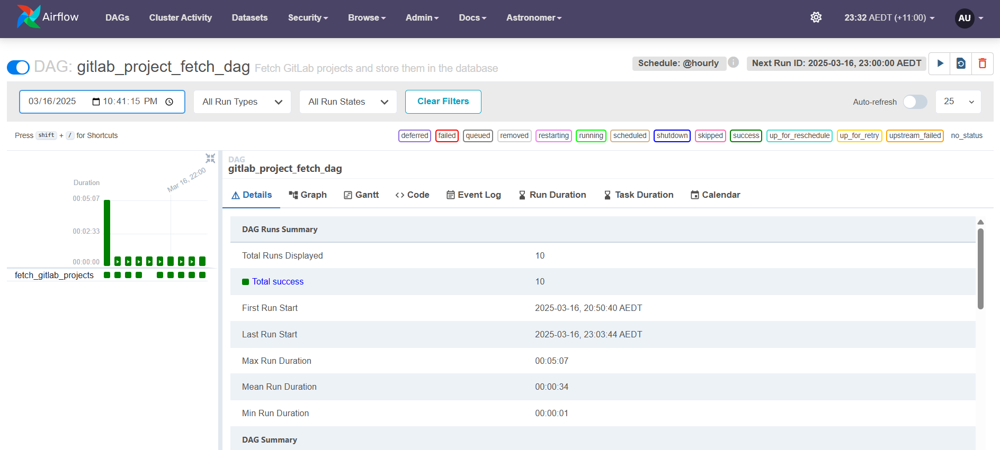 Airflow DAGs Cluster Activity Datasets Security Browse Admin Docs Astronomer 23:32 AEDT (+11:00) AU
DAG: gitlab_project_fetch_dag Fetch GitLab projects and store them in the database Schedule: @hourly i Next Run ID: 2025-03-16, 23:00:00 AEDT
03/16/2025 10:41:15 PM All Run Types All Run States Clear Filters Auto-refresh 25
Press shift + / for Shortcuts deferred failed queued removed restarting running scheduled shutdown skipped success up_for_reschedule up_for_retry upstream_failed no_status
Mar 16, 22:00
Duration
00:05:07
00:02:33
00:00:00
fetch_gitlab_projects
DAG
gitlab_project_fetch_dag
Details Graph Gantt Code Event Log Run Duration Task Duration Calendar
DAG Runs Summary
Total Runs Displayed 10
Total success 10
First Run Start 2025-03-16, 20:50:40 AEDT
Last Run Start 2025-03-16, 23:03:44 AEDT
Max Run Duration 00:05:07
Mean Run Duration 00:00:34
Min Run Duration 00:00:01
DAG Summary